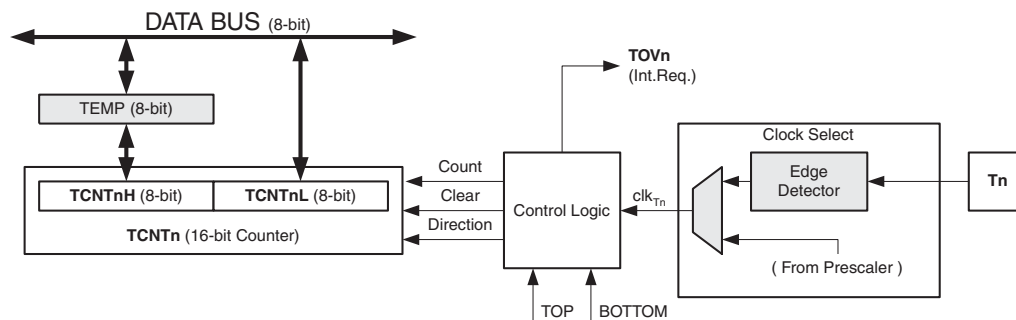 DATA BUS (8-bit)
TOVn
(Int.Req.)
TEMP (8-bit)
Clock Select
Count
Edge
Detector
Tn
TCNTnH (8-bit) TCNTnL (8-bit)
Clear
Control Logic
clkTn
TCNTn (16-bit Counter)
Direction
( From Prescaler )
TOP
BOTTOM